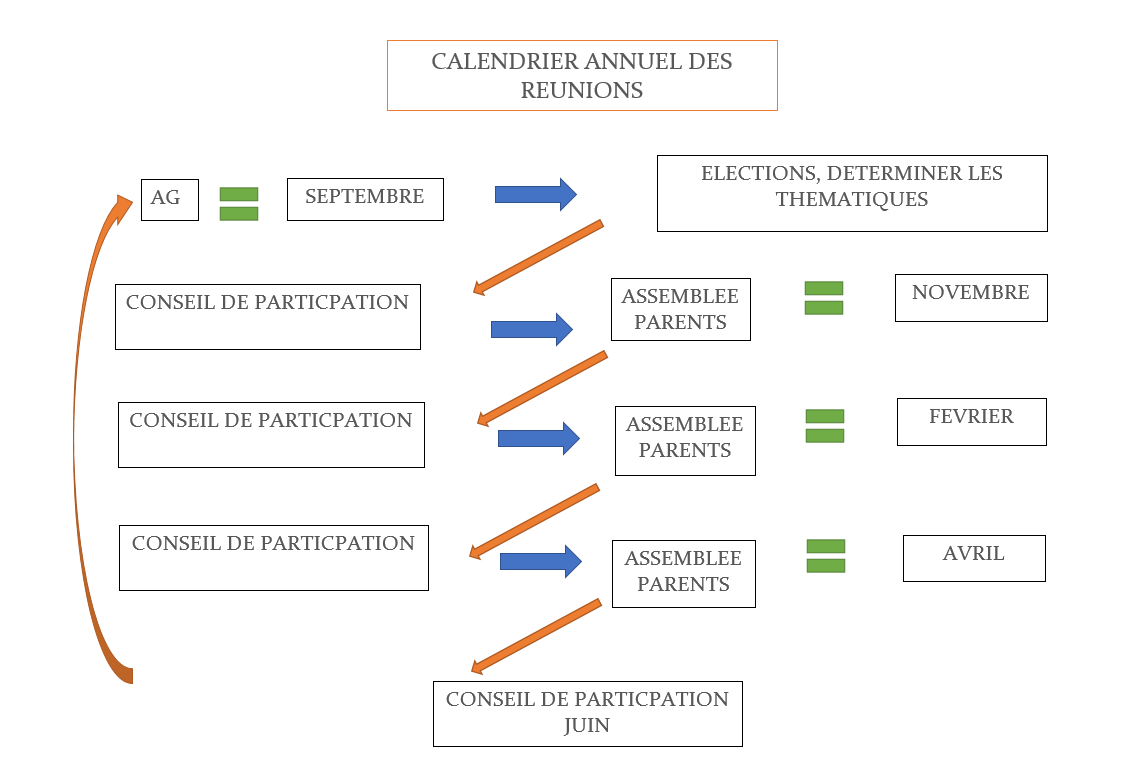 CALENDRIER ANNUEL DES
REUNIONS
AG
SEPTEMBRE
ELECTIONS, DETERMINER LES
THEMATIQUES
CONSEIL DE PARTICPATION
ASSEMBLEE
PARENTS
NOVEMBRE
CONSEIL DE PARTICPATION
ASSEMBLEE
PARENTS
FEVRIER
CONSEIL DE PARTICPATION
ASSEMBLEE
PARENTS
AVRIL
CONSEIL DE PARTICPATION
JUIN